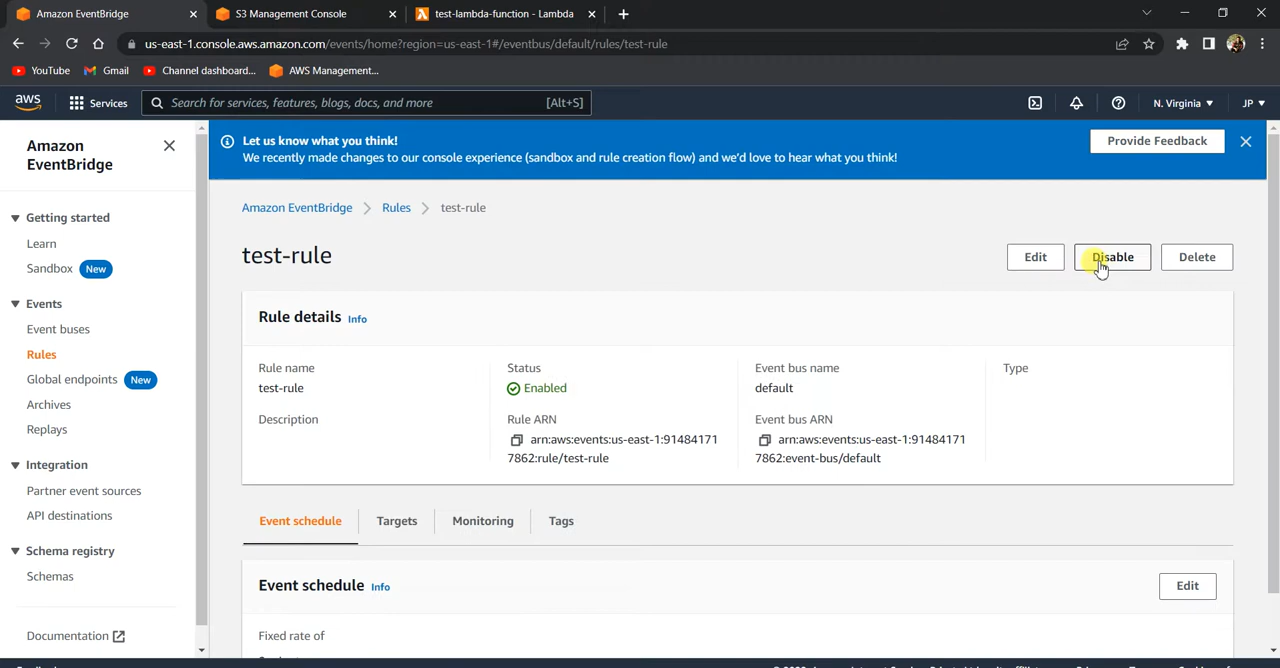 Amazon EventBridge
S3 Management Console
test-lambda-function - Lambda
us-east-1.console.aws.amazon.com/events/home?region=us-east-1#/eventbus/default/rules/test-rule
YouTube
Gmail
Channel dashboard...
AWS Management...
aws
Services
Search for services, features, blogs, docs, and more
[Alt+S]
N. Virginia
JP
Amazon
EventBridge
Getting started
Learn
Sandbox
New
Events
Event buses
Rules
Global endpoints
New
Archives
Replays
Integration
Partner event sources
API destinations
Schema registry
Schemas
Documentation
Let us know what you think!
We recently made changes to our console experience (sandbox and rule creation flow) and we'd love to hear what you think!
Provide Feedback
Amazon EventBridge
Rules
test-rule
test-rule
Edit
Disable
Delete
Rule details
Info
Rule name
test-rule
Description
Status
Enabled
Rule ARN
arn:aws:events:us-east-1:91484171
7862:rule/test-rule
Event bus name
default
Event bus ARN
arn:aws:events:us-east-1:91484171
7862:event-bus/default
Type
Event schedule
Targets
Monitoring
Tags
Event schedule
Info
Edit
Fixed rate of